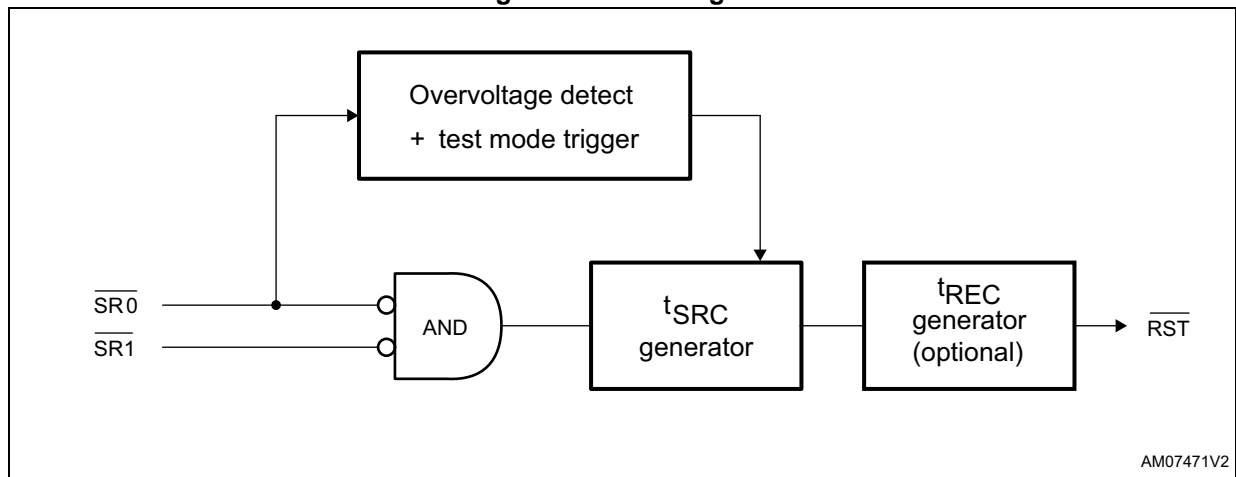 Overvoltage detect
+ test mode trigger
SR0
SR1
AND
tSRC
generator
tREC
generator
(optional)
RST
AM07471V2